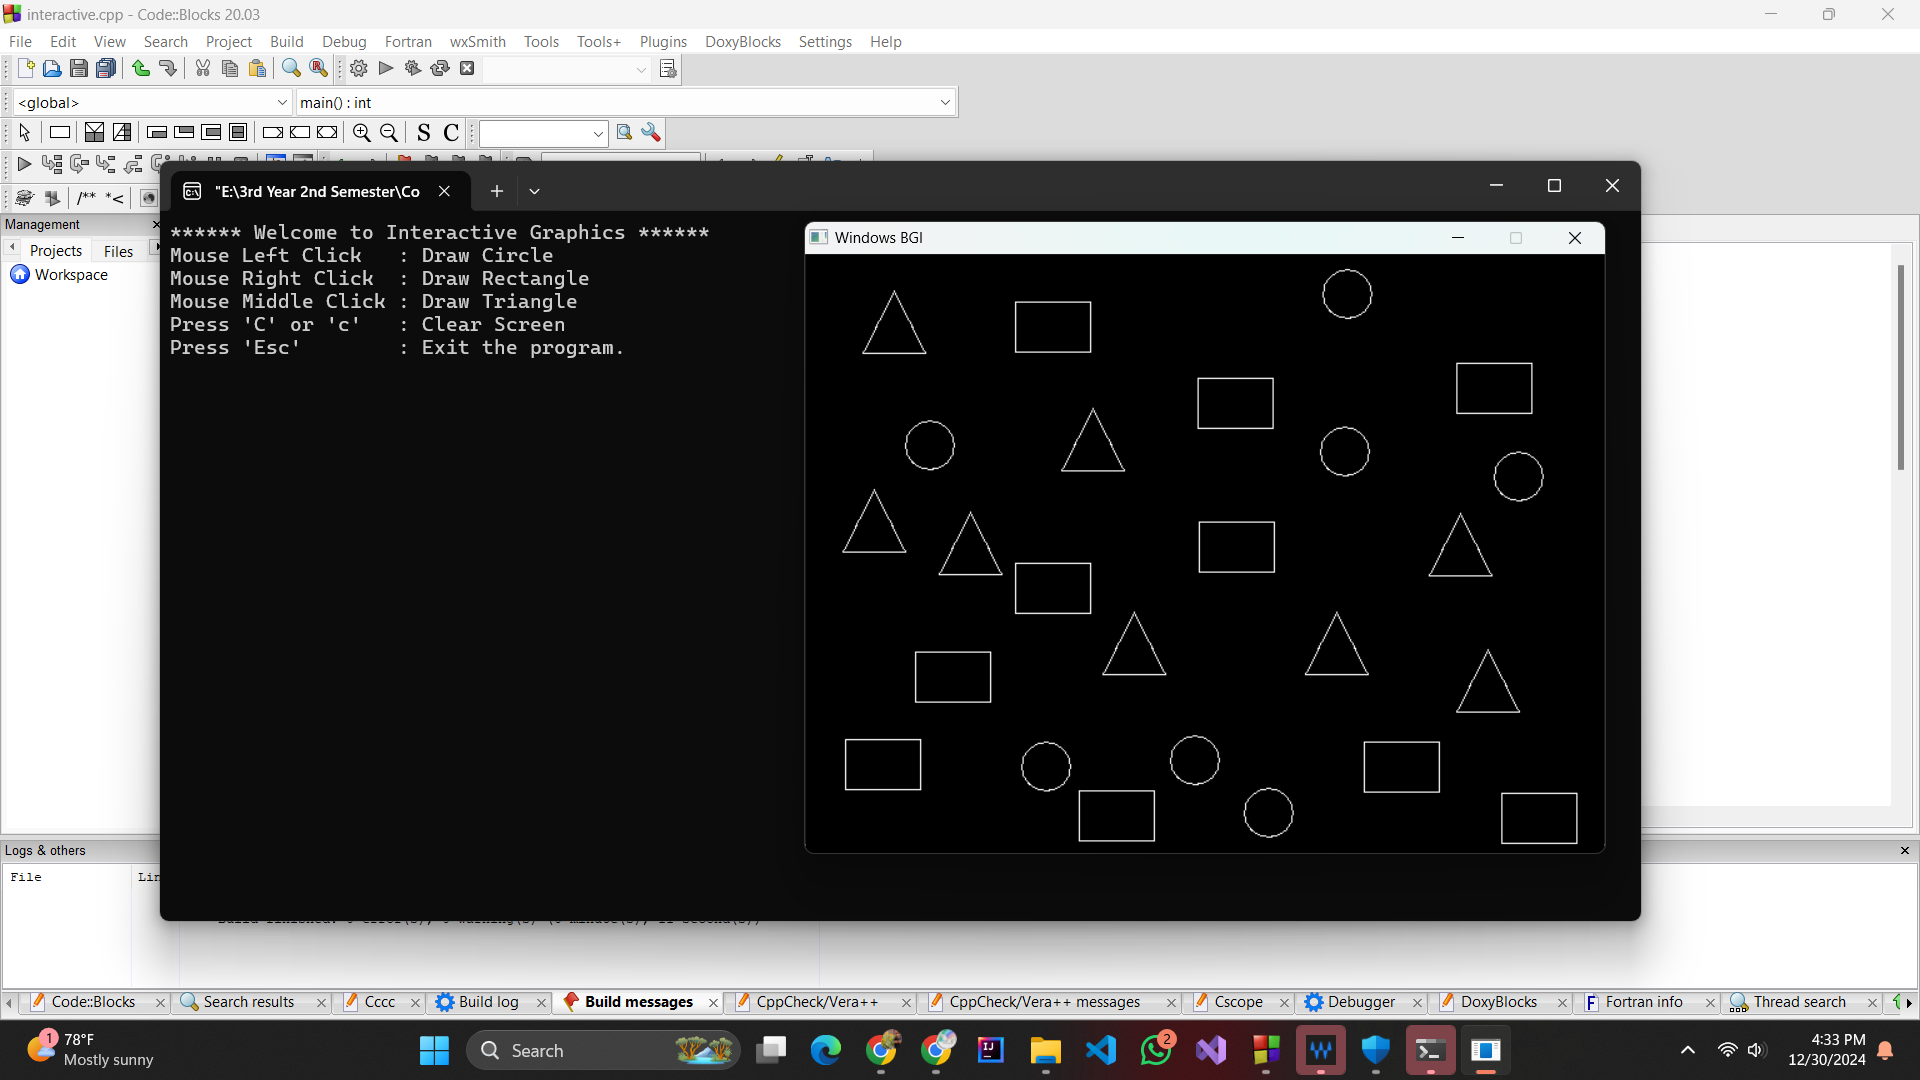 interactive.cpp - Code::Blocks 20.03
File Edit View Search Project Build Debug Fortran wxSmith Tools Tools+ Plugins DoxyBlocks Settings Help
<global> main() : int
S C
/** *<
"E:\3rd Year 2nd Semester\Co
Management
Projects Files
Workspace
****** Welcome to Interactive Graphics ******
Mouse Left Click : Draw Circle
Mouse Right Click : Draw Rectangle
Mouse Middle Click : Draw Triangle
Press 'C' or 'c' : Clear Screen
Press 'Esc' : Exit the program.
Windows BGI
Logs & others
File Lin
Code::Blocks Search results Cccc Build log Build messages CppCheck/Vera++ CppCheck/Vera++ messages Cscope Debugger DoxyBlocks Fortran info Thread search
1 78°F
Mostly sunny
Search
2
4:33 PM
12/30/2024